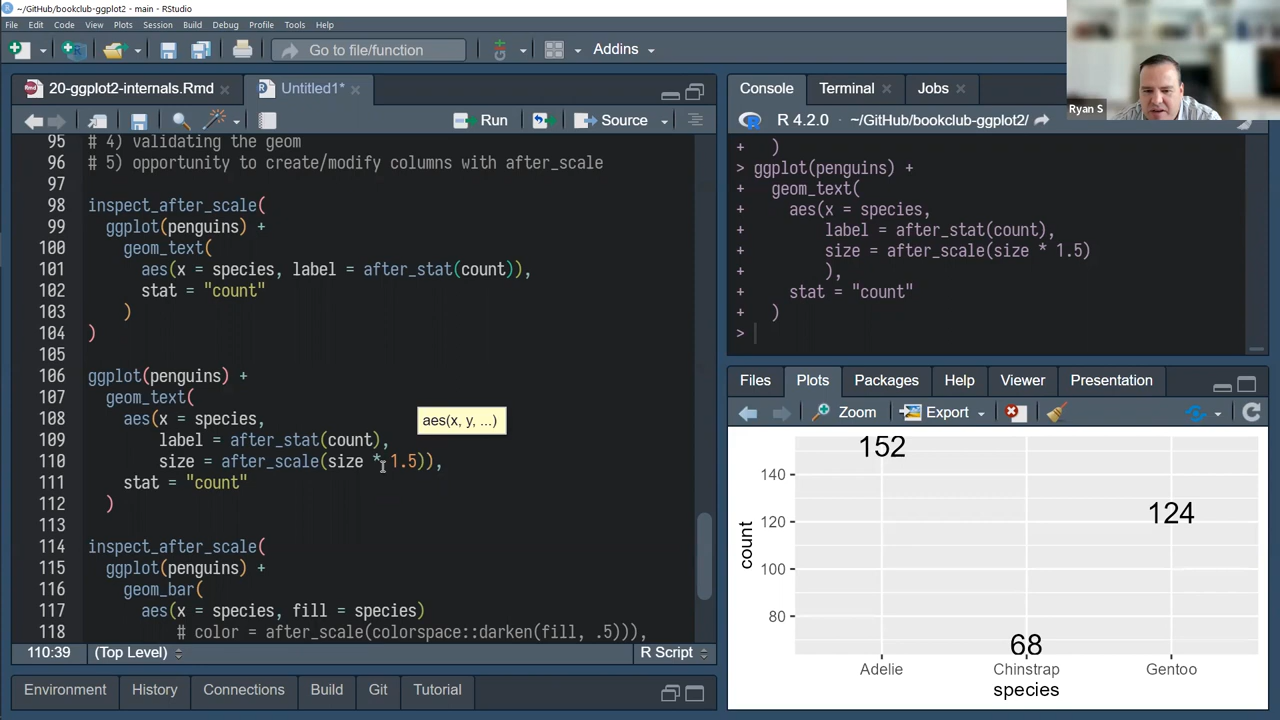 ~/GitHub/bookclub-ggplot2 - main - RStudio
File Edit Code View Plots Session Build Debug Profile Tools Help
Go to file/function
Addins
Ryan S
20-ggplot2-internals.Rmd
Untitled1*
Run
Source
95 # 4) validating the geom
96 # 5) opportunity to create/modify columns with after_scale
97
98 inspect_after_scale(
99 ggplot(penguins) +
100 geom_text(
101 aes(x = species, label = after_stat(count)),
102 stat = "count"
103 )
104 )
105
106 ggplot(penguins) +
107 geom_text(
108 aes(x = species,
109 label = after_stat(count),
110 size = after_scale(size * 1.5)),
111 stat = "count"
112 )
113
114 inspect_after_scale(
115 ggplot(penguins) +
116 geom_bar(
117 aes(x = species, fill = species)
118 # color = after_scale(colorspace::darken(fill, .5))),
aes(x, y, ...)
110:39 (Top Level) R Script
Environment History Connections Build Git Tutorial
Console Terminal Jobs
R 4.2.0 · ~/GitHub/bookclub-ggplot2/
+ )
> ggplot(penguins) +
+ geom_text(
+ aes(x = species,
+ label = after_stat(count),
+ size = after_scale(size * 1.5)
+ ),
+ stat = "count"
+ )
>
Files Plots Packages Help Viewer Presentation
Zoom Export
152
140
124
120
100
80
68
count
Adelie Chinstrap Gentoo
species